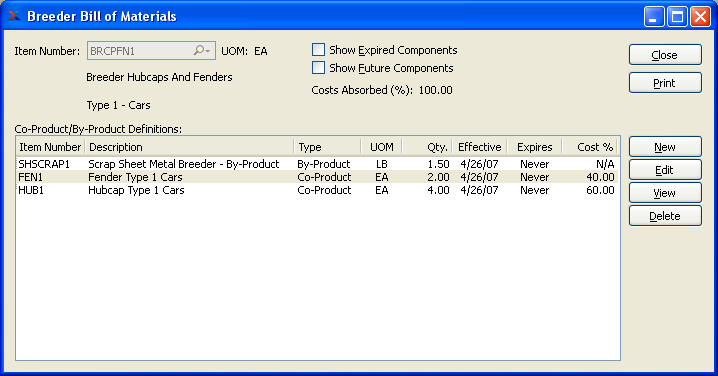 Breeder Bill of Materials
Item Number: BRCPFN1 UOM: EA
Show Expired Components
Close
Breeder Hubcaps And Fenders
Show Future Components
Print
Type 1 - Cars
Costs Absorbed (%): 100.00
Co-Product/By-Product Definitions:
Item Number Description Type UOM Qty. Effective Expires Cost %
SHSCRAP1 Scrap Sheet Metal Breeder - By-Product By-Product LB 1.50 4/26/07 Never N/A
FEN1 Fender Type 1 Cars Co-Product EA 2.00 4/26/07 Never 40.00
HUB1 Hubcap Type 1 Cars Co-Product EA 4.00 4/26/07 Never 60.00
New
Edit
View
Delete